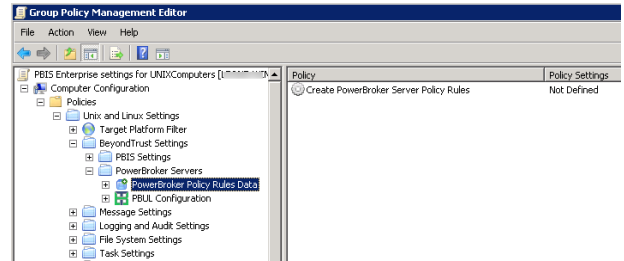 Group Policy Management Editor
File Action View Help
PBIS Enterprise settings for UNIXComputers
Policy
Policy Settings
Computer Configuration
Create PowerBroker Server Policy Rules
Not Defined
Policies
Unix and Linux Settings
Target Platform Filter
BeyondTrust Settings
PBIS Settings
PowerBroker Servers
PowerBroker Policy Rules Data
PBUL Configuration
Message Settings
Logging and Audit Settings
File System Settings
Task Settings